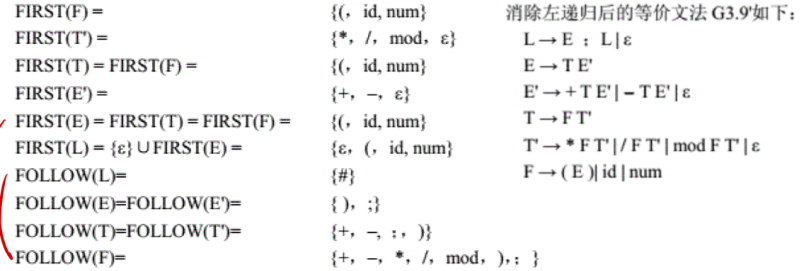 FIRST(F) = {(，id, num}
FIRST(T') = {*，/，mod，ε}
FIRST(T) = FIRST(F) = {(，id, num}
FIRST(E') = {+，–，ε}
FIRST(E) = FIRST(T) = FIRST(F) = {(，id, num}
FIRST(L) = {ε} ∪ FIRST(E) = {ε，(，id, num}
FOLLOW(L)= {#}
FOLLOW(E)=FOLLOW(E')= { )，;}
FOLLOW(T)=FOLLOW(T')= {+，–，;，)}
FOLLOW(F)= {+，–，*，/，mod，)，; }
消除左递归后的等价文法 G3.9'如下：
L→E ；L|ε
E→T E'
E'→+T E'|–T E'|ε
T→F T'
T'→*F T'|/F T'|mod F T'|ε
F→( E )| id | num